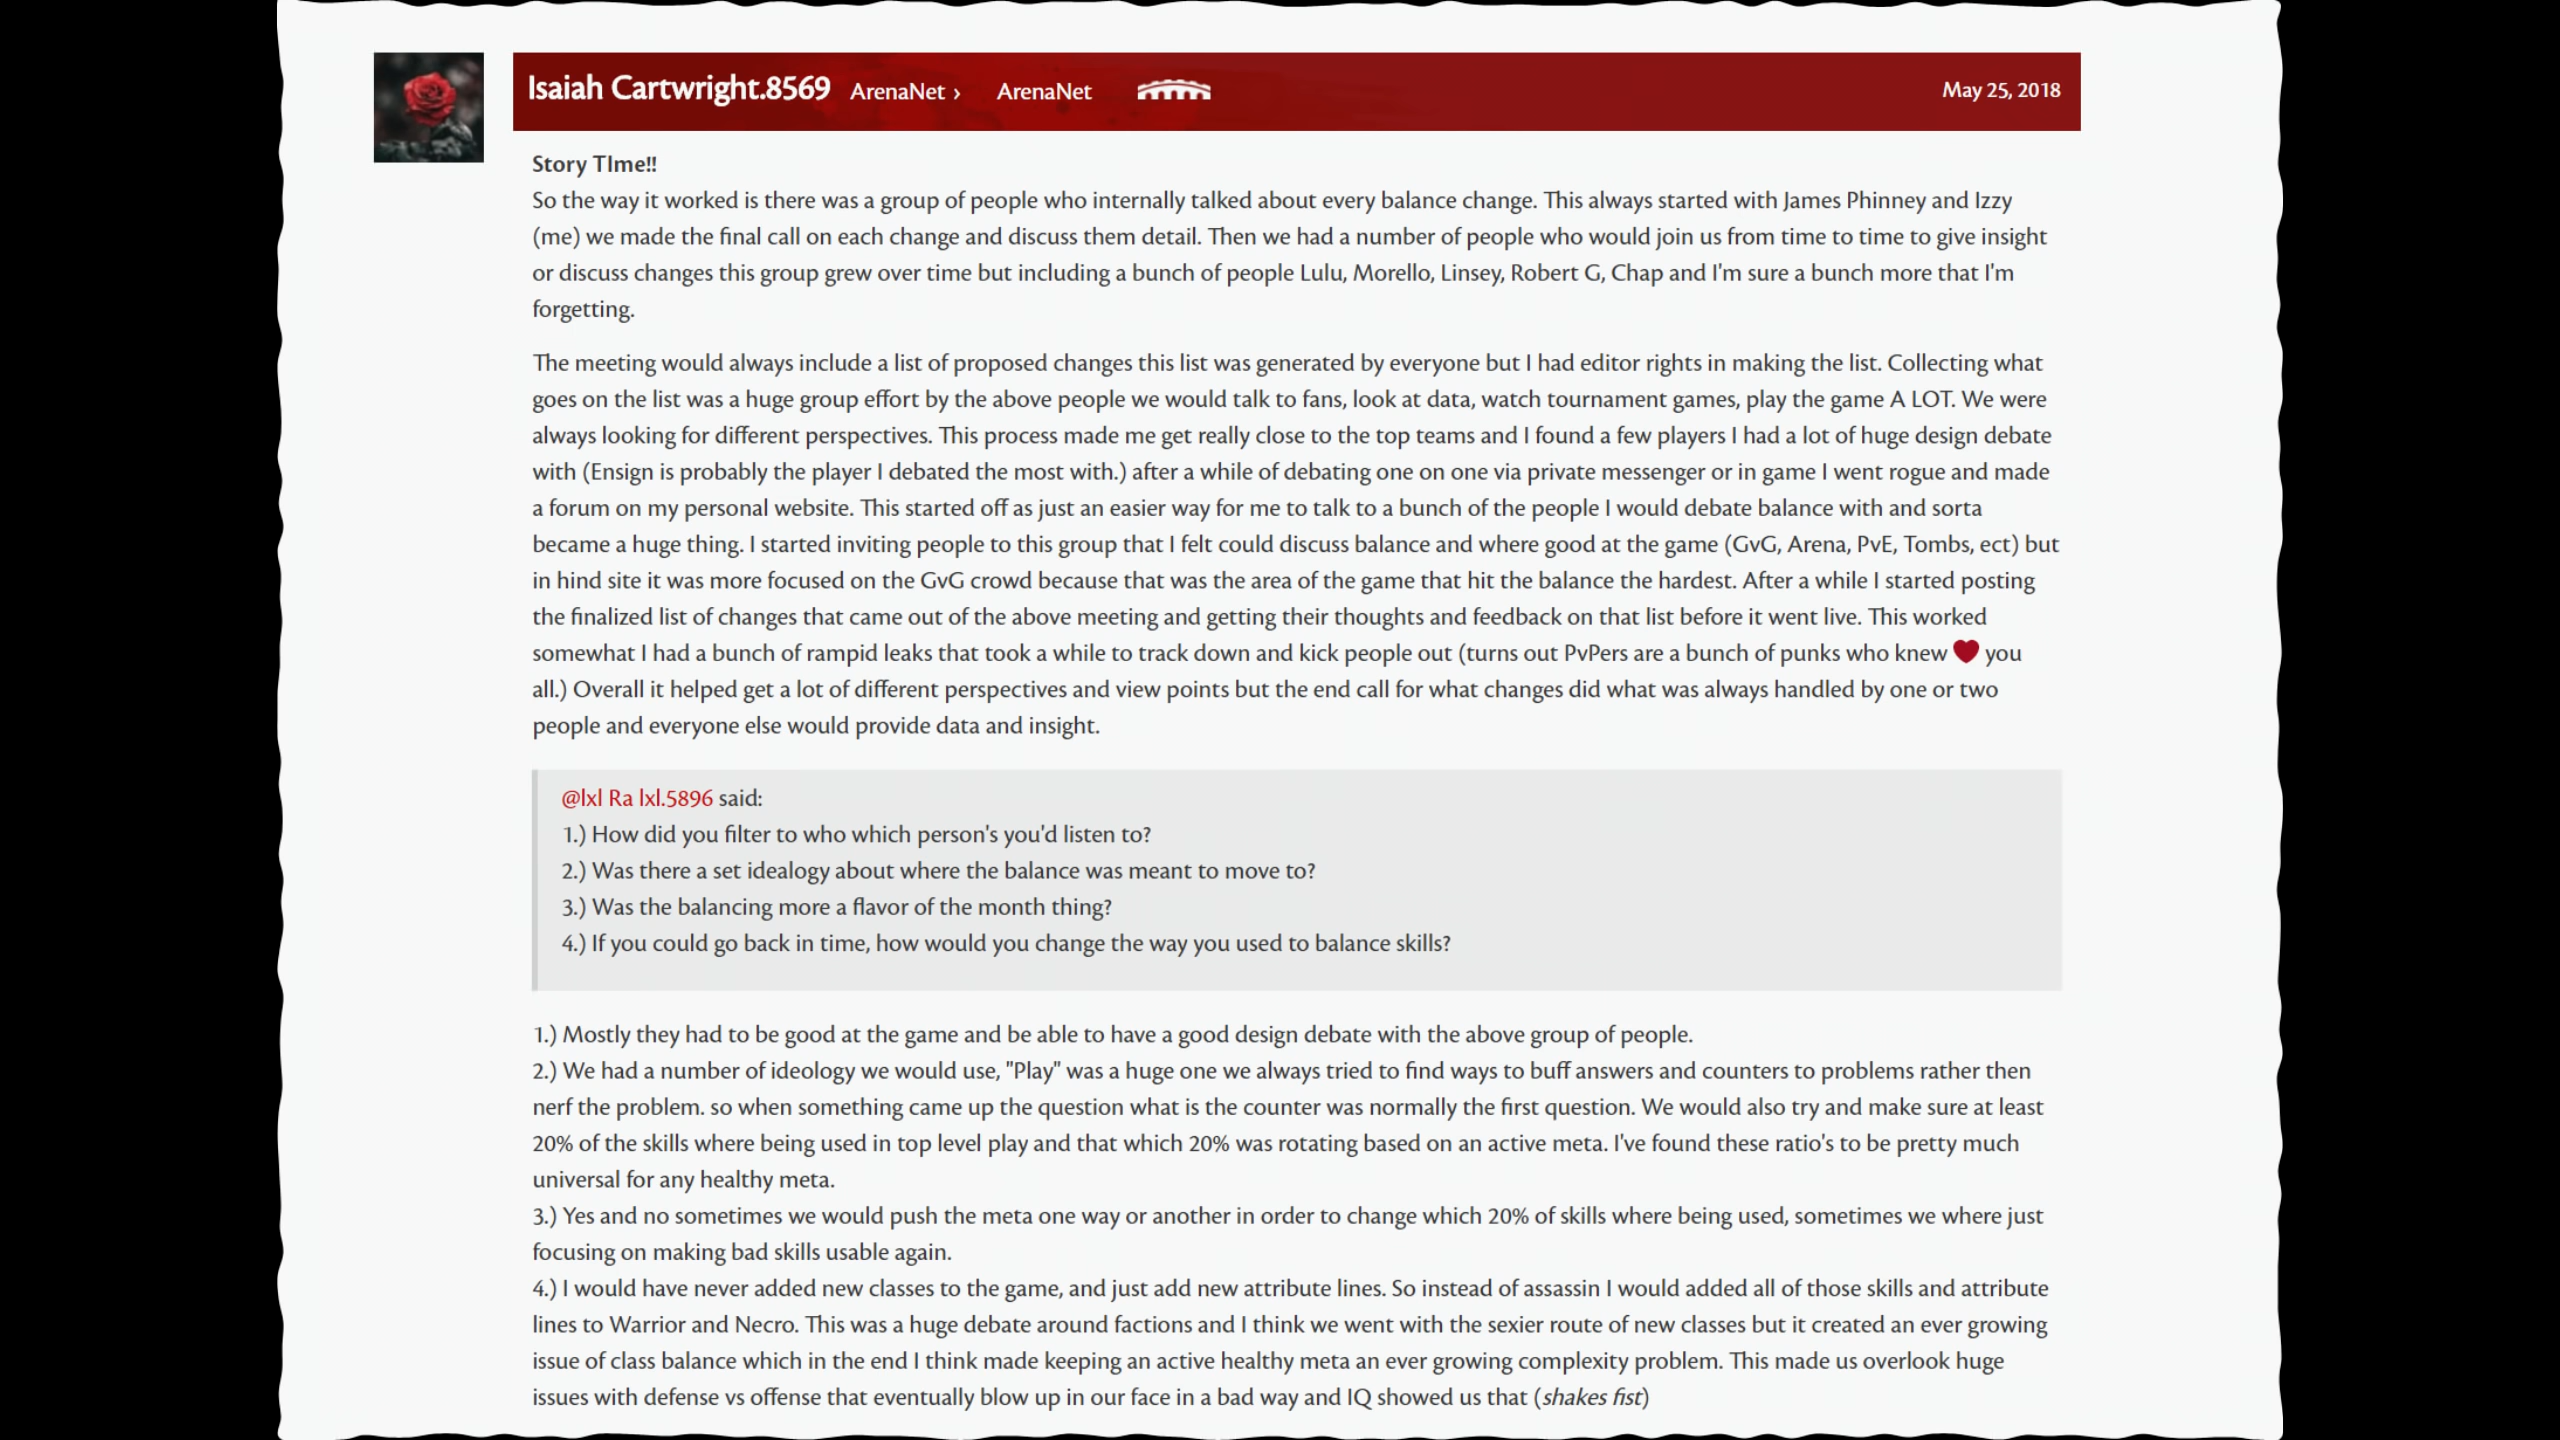 Isaiah Cartwright.8569 ArenaNet › ArenaNet May 25, 2018
Story TIme!!
So the way it worked is there was a group of people who internally talked about every balance change. This always started with James Phinney and Izzy
(me) we made the final call on each change and discuss them detail. Then we had a number of people who would join us from time to time to give insight
or discuss changes this group grew over time but including a bunch of people Lulu, Morello, Linsey, Robert G, Chap and I'm sure a bunch more that I'm
forgetting.
The meeting would always include a list of proposed changes this list was generated by everyone but I had editor rights in making the list. Collecting what
goes on the list was a huge group effort by the above people we would talk to fans, look at data, watch tournament games, play the game A LOT. We were
always looking for different perspectives. This process made me get really close to the top teams and I found a few players I had a lot of huge design debate
with (Ensign is probably the player I debated the most with.) after a while of debating one on one via private messenger or in game I went rogue and made
a forum on my personal website. This started off as just an easier way for me to talk to a bunch of the people I would debate balance with and sorta
became a huge thing. I started inviting people to this group that I felt could discuss balance and where good at the game (GvG, Arena, PvE, Tombs, ect) but
in hind site it was more focused on the GvG crowd because that was the area of the game that hit the balance the hardest. After a while I started posting
the finalized list of changes that came out of the above meeting and getting their thoughts and feedback on that list before it went live. This worked
somewhat I had a bunch of rampid leaks that took a while to track down and kick people out (turns out PvPers are a bunch of punks who knew ❤ you
all.) Overall it helped get a lot of different perspectives and view points but the end call for what changes did what was always handled by one or two
people and everyone else would provide data and insight.
@lxl Ra lxl.5896 said:
1.) How did you filter to who which person's you'd listen to?
2.) Was there a set idealogy about where the balance was meant to move to?
3.) Was the balancing more a flavor of the month thing?
4.) If you could go back in time, how would you change the way you used to balance skills?
1.) Mostly they had to be good at the game and be able to have a good design debate with the above group of people.
2.) We had a number of ideology we would use, "Play" was a huge one we always tried to find ways to buff answers and counters to problems rather then
nerf the problem. so when something came up the question what is the counter was normally the first question. We would also try and make sure at least
20% of the skills where being used in top level play and that which 20% was rotating based on an active meta. I've found these ratio's to be pretty much
universal for any healthy meta.
3.) Yes and no sometimes we would push the meta one way or another in order to change which 20% of skills where being used, sometimes we where just
focusing on making bad skills usable again.
4.) I would have never added new classes to the game, and just add new attribute lines. So instead of assassin I would added all of those skills and attribute
lines to Warrior and Necro. This was a huge debate around factions and I think we went with the sexier route of new classes but it created an ever growing
issue of class balance which in the end I think made keeping an active healthy meta an ever growing complexity problem. This made us overlook huge
issues with defense vs offense that eventually blow up in our face in a bad way and IQ showed us that (shakes fist)